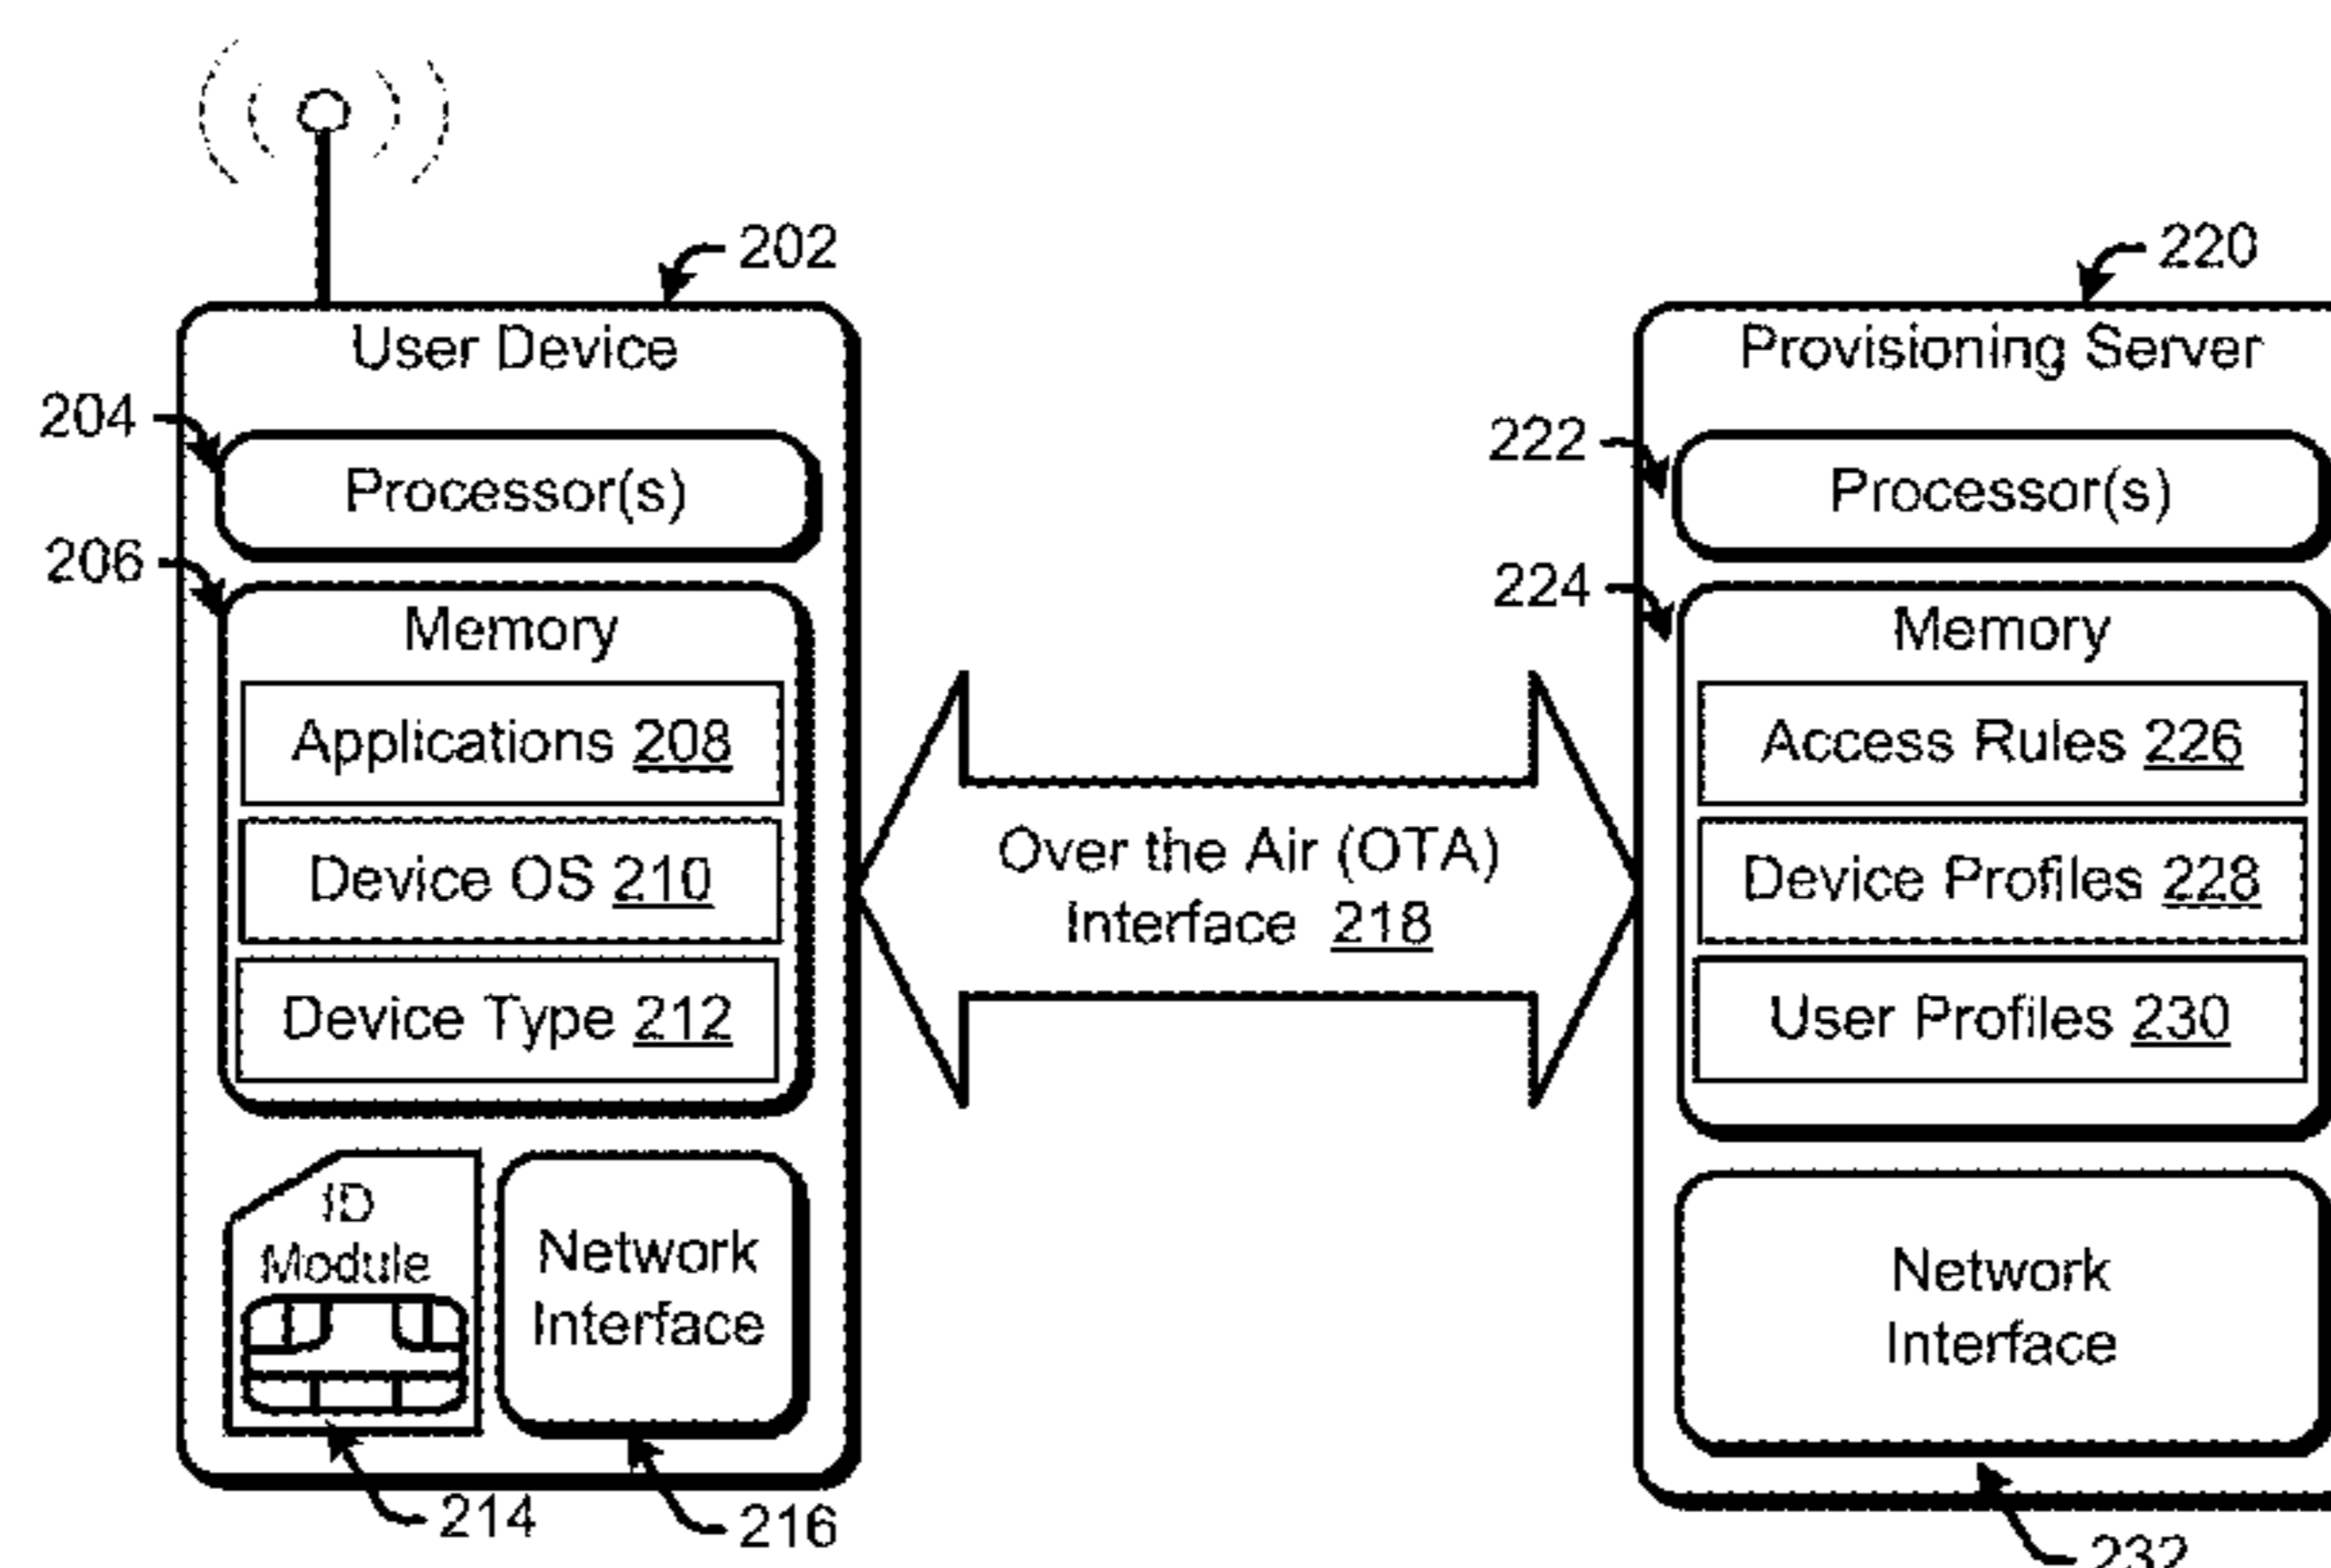 202
User Device
204
Processor(s)
206
Memory
Applications 208
Device OS 210
Device Type 212
ID
Module
Network
Interface
214
216
Over the Air (OTA)
Interface 218
220
Provisioning Server
222
Processor(s)
224
Memory
Access Rules 226
Device Profiles 228
User Profiles 230
Network
Interface
232